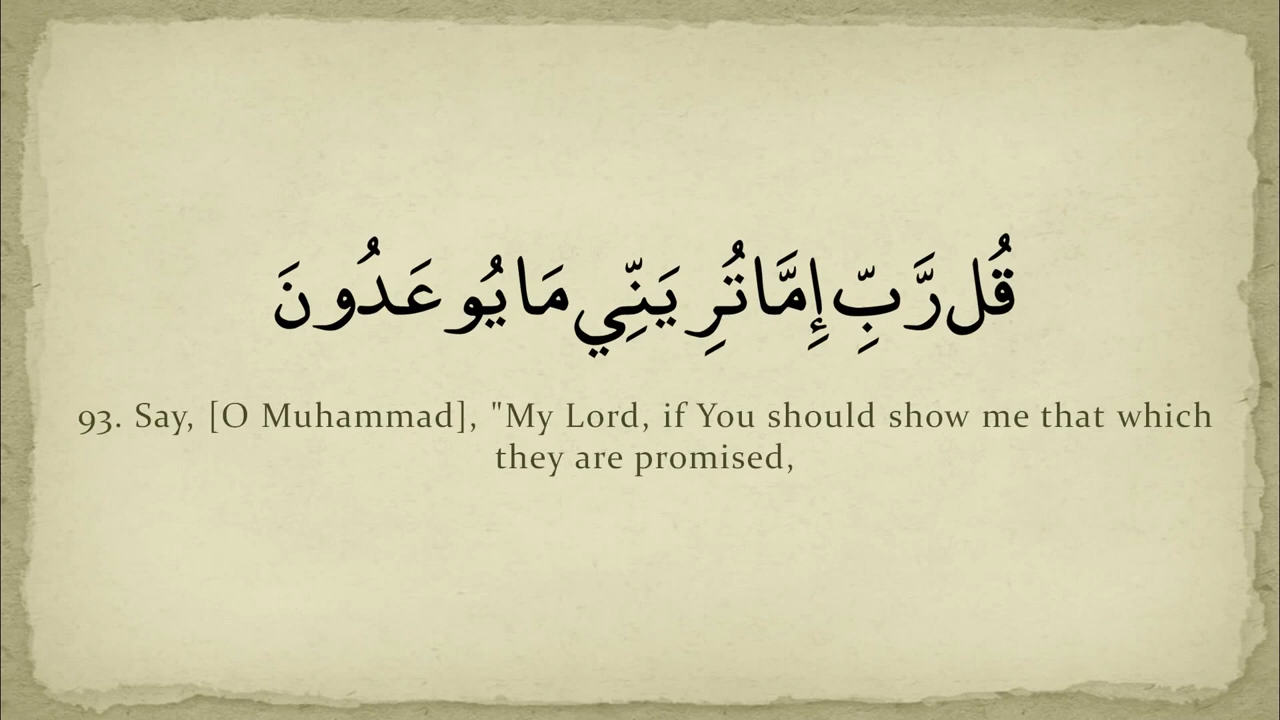 قُل رَّبِّ إِمَّا تُرِيَنِّي مَا يُوعَدُونَ
93. Say, [O Muhammad], "My Lord, if You should show me that which
they are promised,